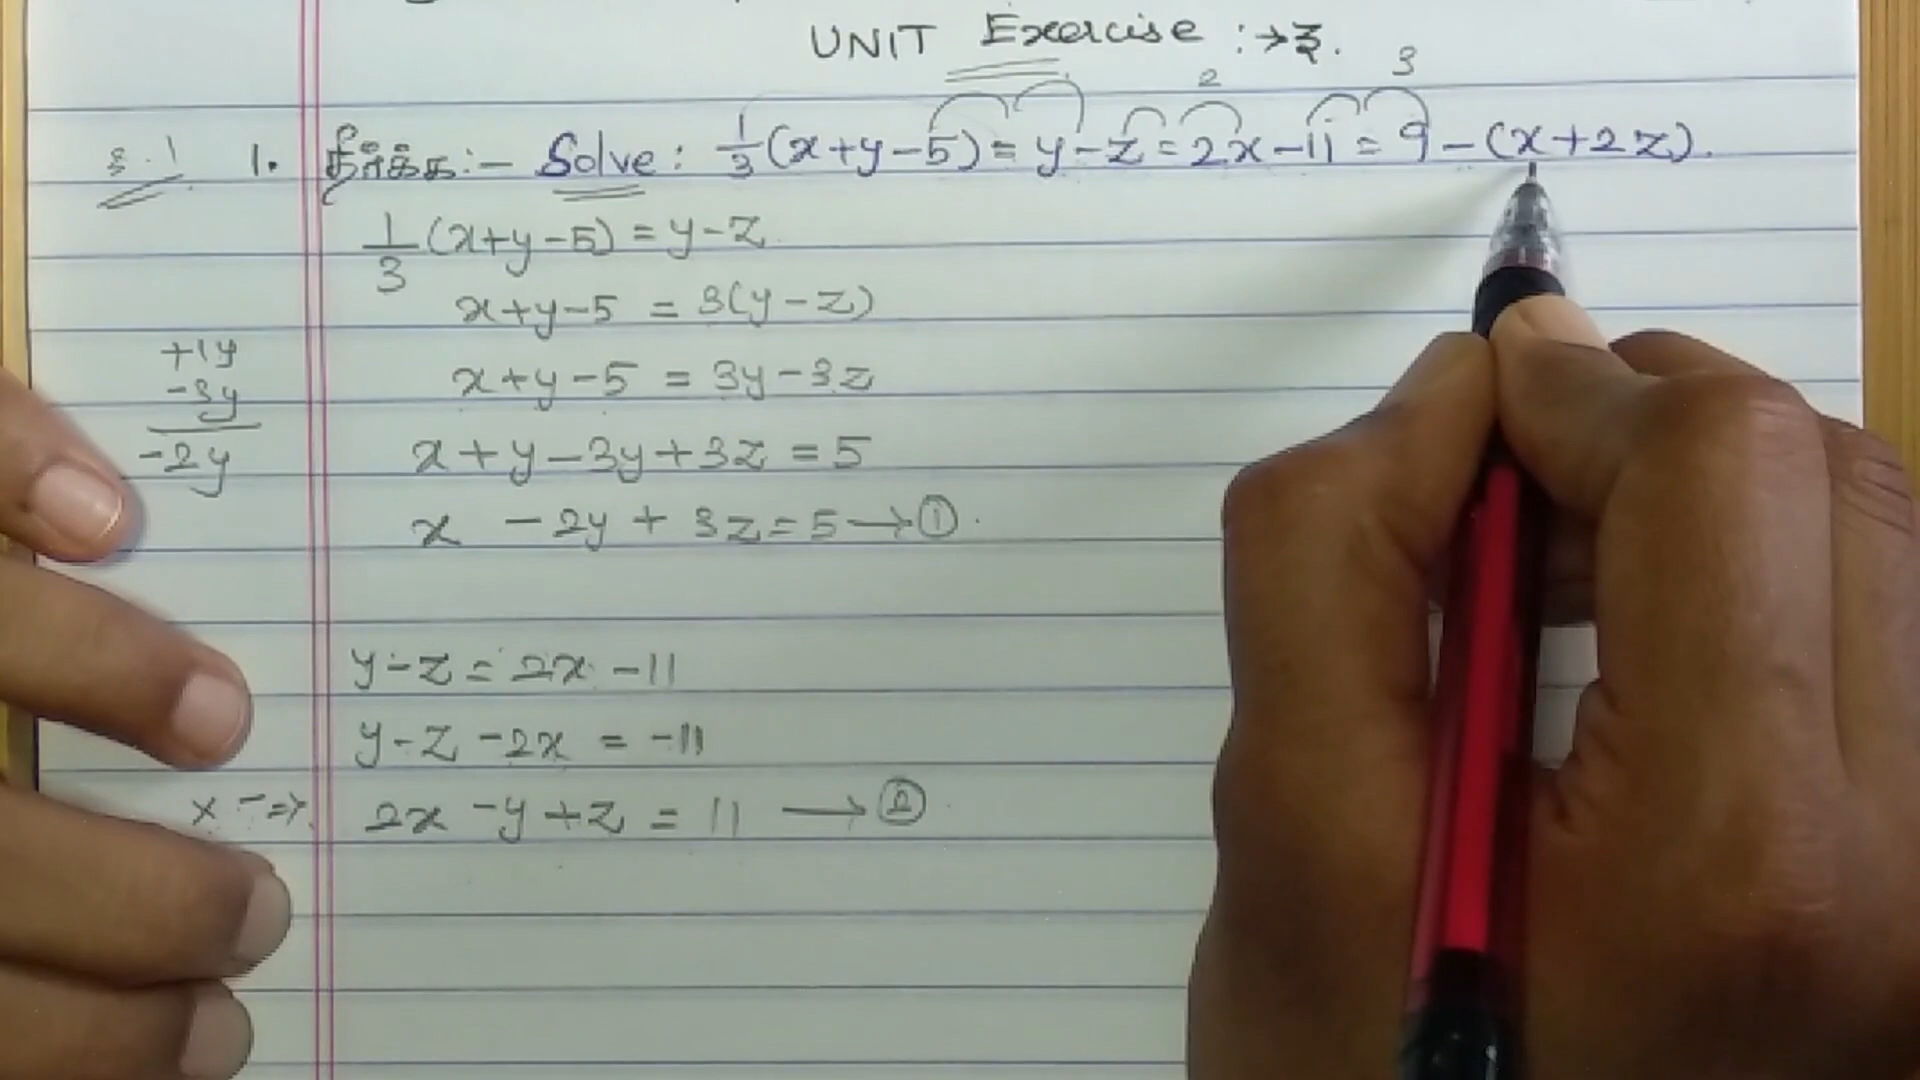 UNIT Exercise :→ 3.
2 3
3.1 1. தீர்க்க:- Solve: 1/3(x+y-5) = y-z = 2x-11 = 9-(x+2z).
1/3(x+y-5) = y-z
x+y-5 = 3(y-z)
+1y
x+y-5 = 3y-3z
-3y
x+y-3y+3z = 5
-2y
x -2y + 3z = 5 → ①.
y-z = 2x -11
y-z -2x = -11
x - ⇒ 2x -y +z = 11 → ②